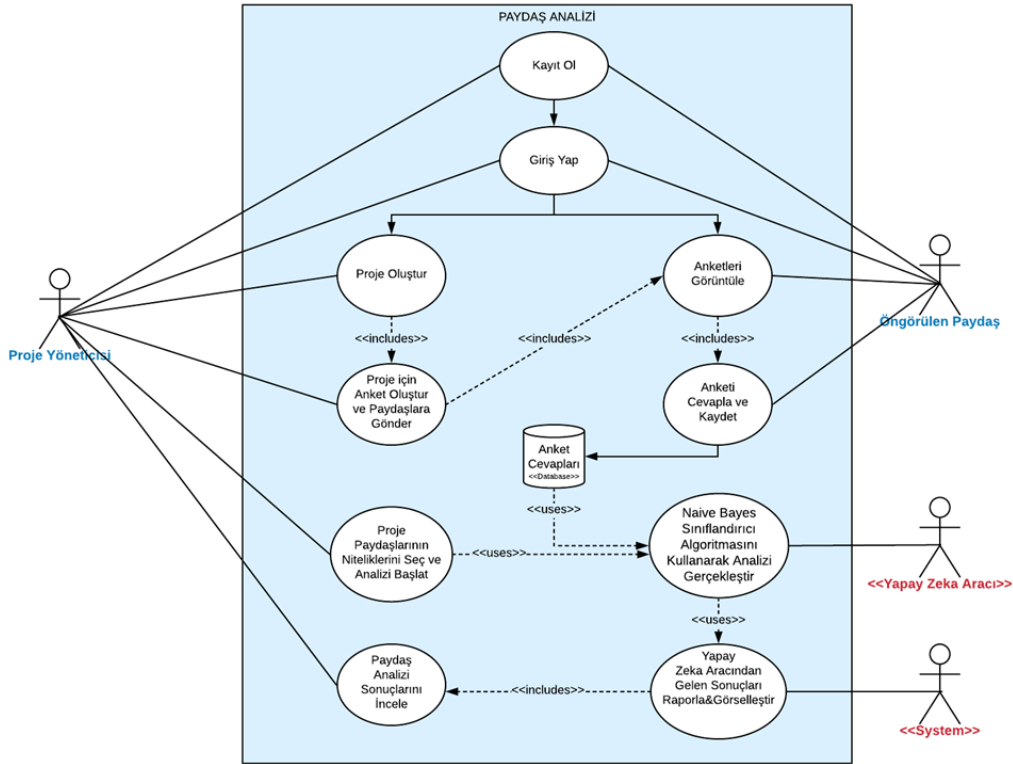 PAYDAŞ ANALİZİ
Kayıt Ol
Giriş Yap
Proje Oluştur
Anketleri
Görüntüle
<<includes>>
<<includes>>
<<includes>>
Proje Yöneticisi
Öngörülen Paydaş
Proje için
Anket Oluştur
ve Paydaşlara
Gönder
Anketi
Cevapla ve
Kaydet
Anket
Cevapları
<<Database>>
<<uses>>
Proje
Paydaşlarının
Niteliklerini Seç ve
Analizi Başlat
<<uses>>
Naive Bayes
Sınıflandırıcı
Algoritmasını
Kullanarak Analizi
Gerçekleştir
<<Yapay Zeka Aracı>>
<<uses>>
Paydaş
Analizi
Sonuçlarını
İncele
<<includes>>
Yapay
Zeka Aracından
Gelen Sonuçları
Raporla&Görselleştir
<<System>>